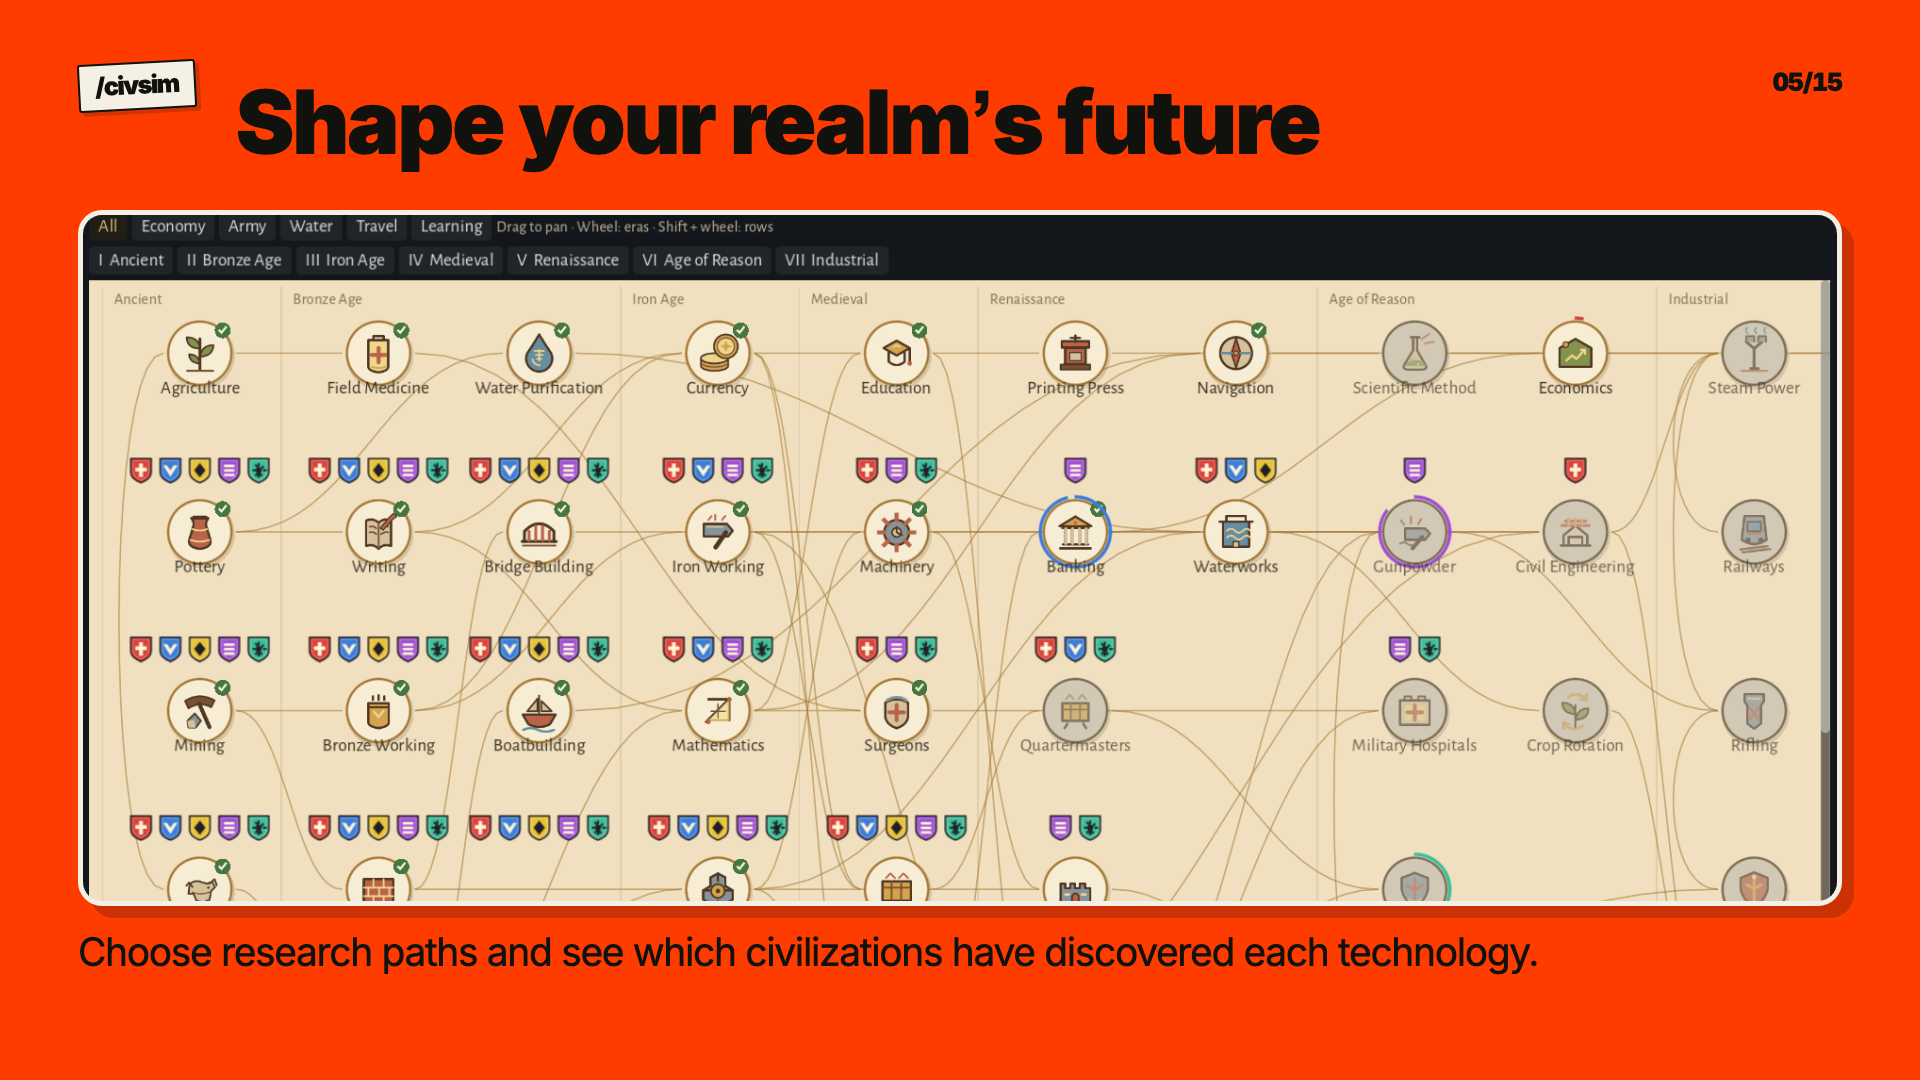 /civsim
Shape your realm’s future
05/15
All Economy Army Water Travel Learning Drag to pan · Wheel: eras · Shift + wheel: rows
I Ancient II Bronze Age III Iron Age IV Medieval V Renaissance VI Age of Reason VII Industrial
Ancient Bronze Age Iron Age Medieval Renaissance Age of Reason Industrial
Agriculture Field Medicine Water Purification Currency Education Printing Press Navigation Scientific Method Economics Steam Power
Pottery Writing Bridge Building Iron Working Machinery Banking Waterworks Gunpowder Civil Engineering Railways
Mining Bronze Working Boatbuilding Mathematics Surgeons Quartermasters Military Hospitals Crop Rotation Rifling
Choose research paths and see which civilizations have discovered each technology.